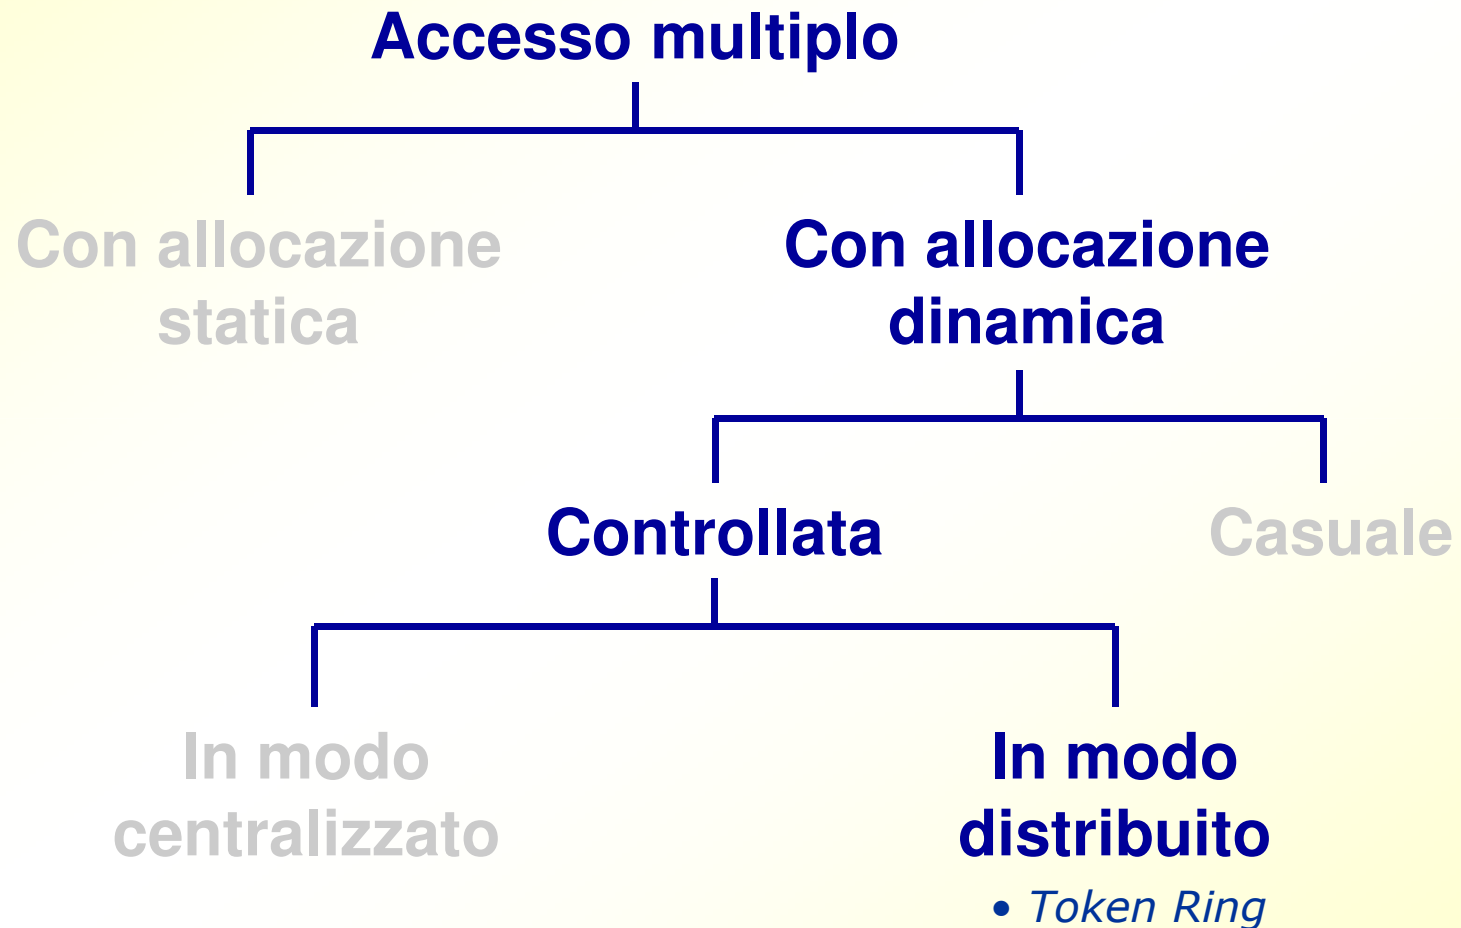 Accesso multiplo
Con allocazione
statica
Con allocazione
dinamica
Controllata
Casuale
In modo
centralizzato
In modo
distribuito
• Token Ring